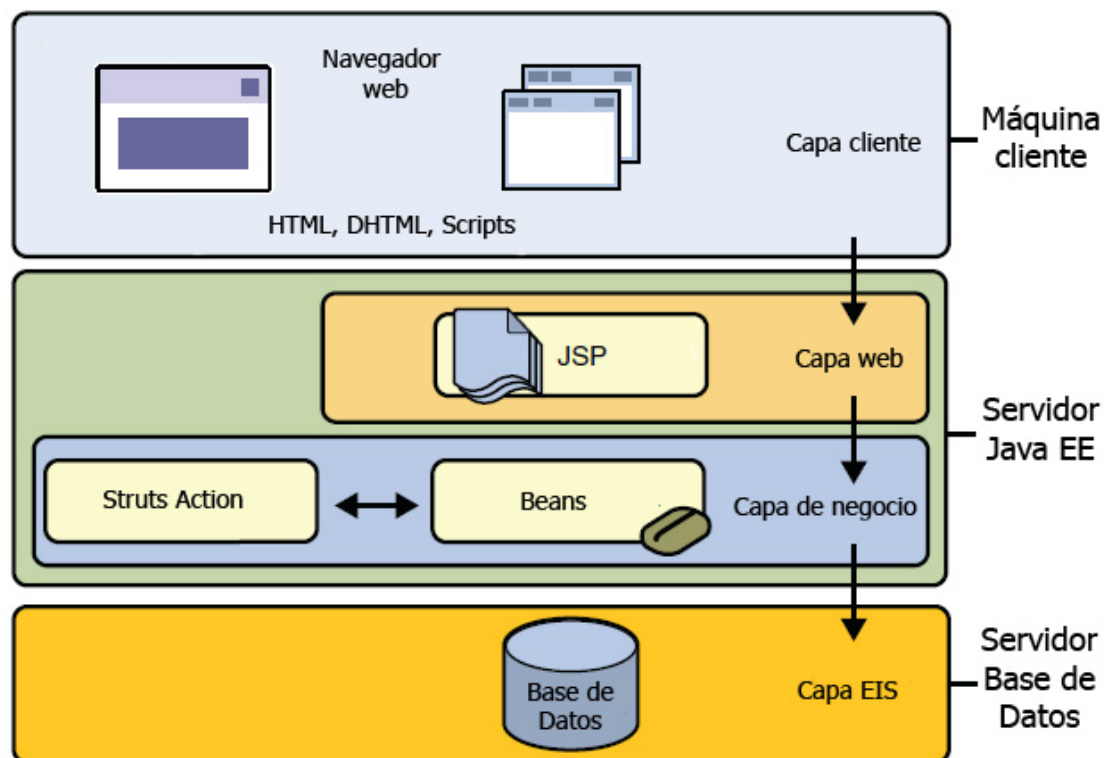 Navegador
web
Capa cliente
HTML, DHTML, Scripts
Máquina
cliente
JSP
Capa web
Servidor
Java EE
Struts Action
Beans
Capa de negocio
Base de
Datos
Capa EIS
Servidor
Base de
Datos